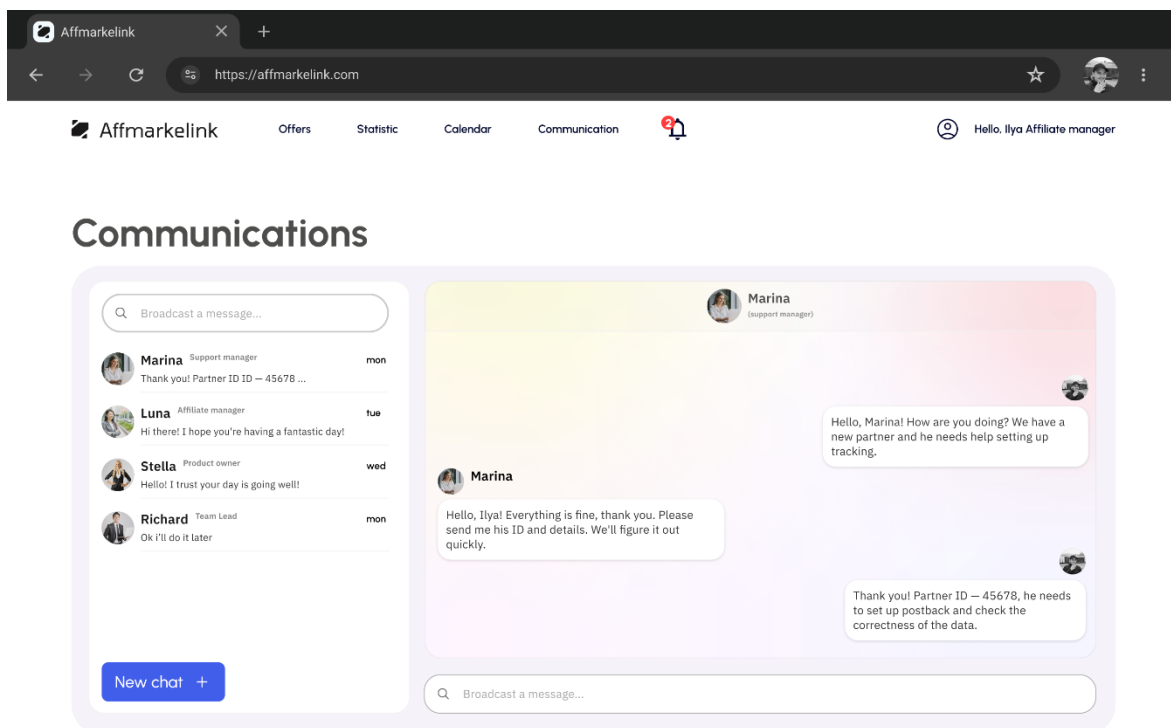 Affmarkelink
https://affmarkelink.com
Affmarkelink
Offers
Statistic
Calendar
Communication
2
Hello, Ilya Affiliate manager
Communications
Broadcast a message...
Marina Support manager mon
Thank you! Partner ID ID — 45678 ...
Luna Affiliate manager tue
Hi there! I hope you're having a fantastic day!
Stella Product owner wed
Hello! I trust your day is going well!
Richard Team Lead mon
Ok i'll do it later
New chat +
Marina
(support manager)
Hello, Marina! How are you doing? We have a
new partner and he needs help setting up
tracking.
Marina
Hello, Ilya! Everything is fine, thank you. Please
send me his ID and details. We'll figure it out
quickly.
Thank you! Partner ID — 45678, he needs
to set up postback and check the
correctness of the data.
Broadcast a message...